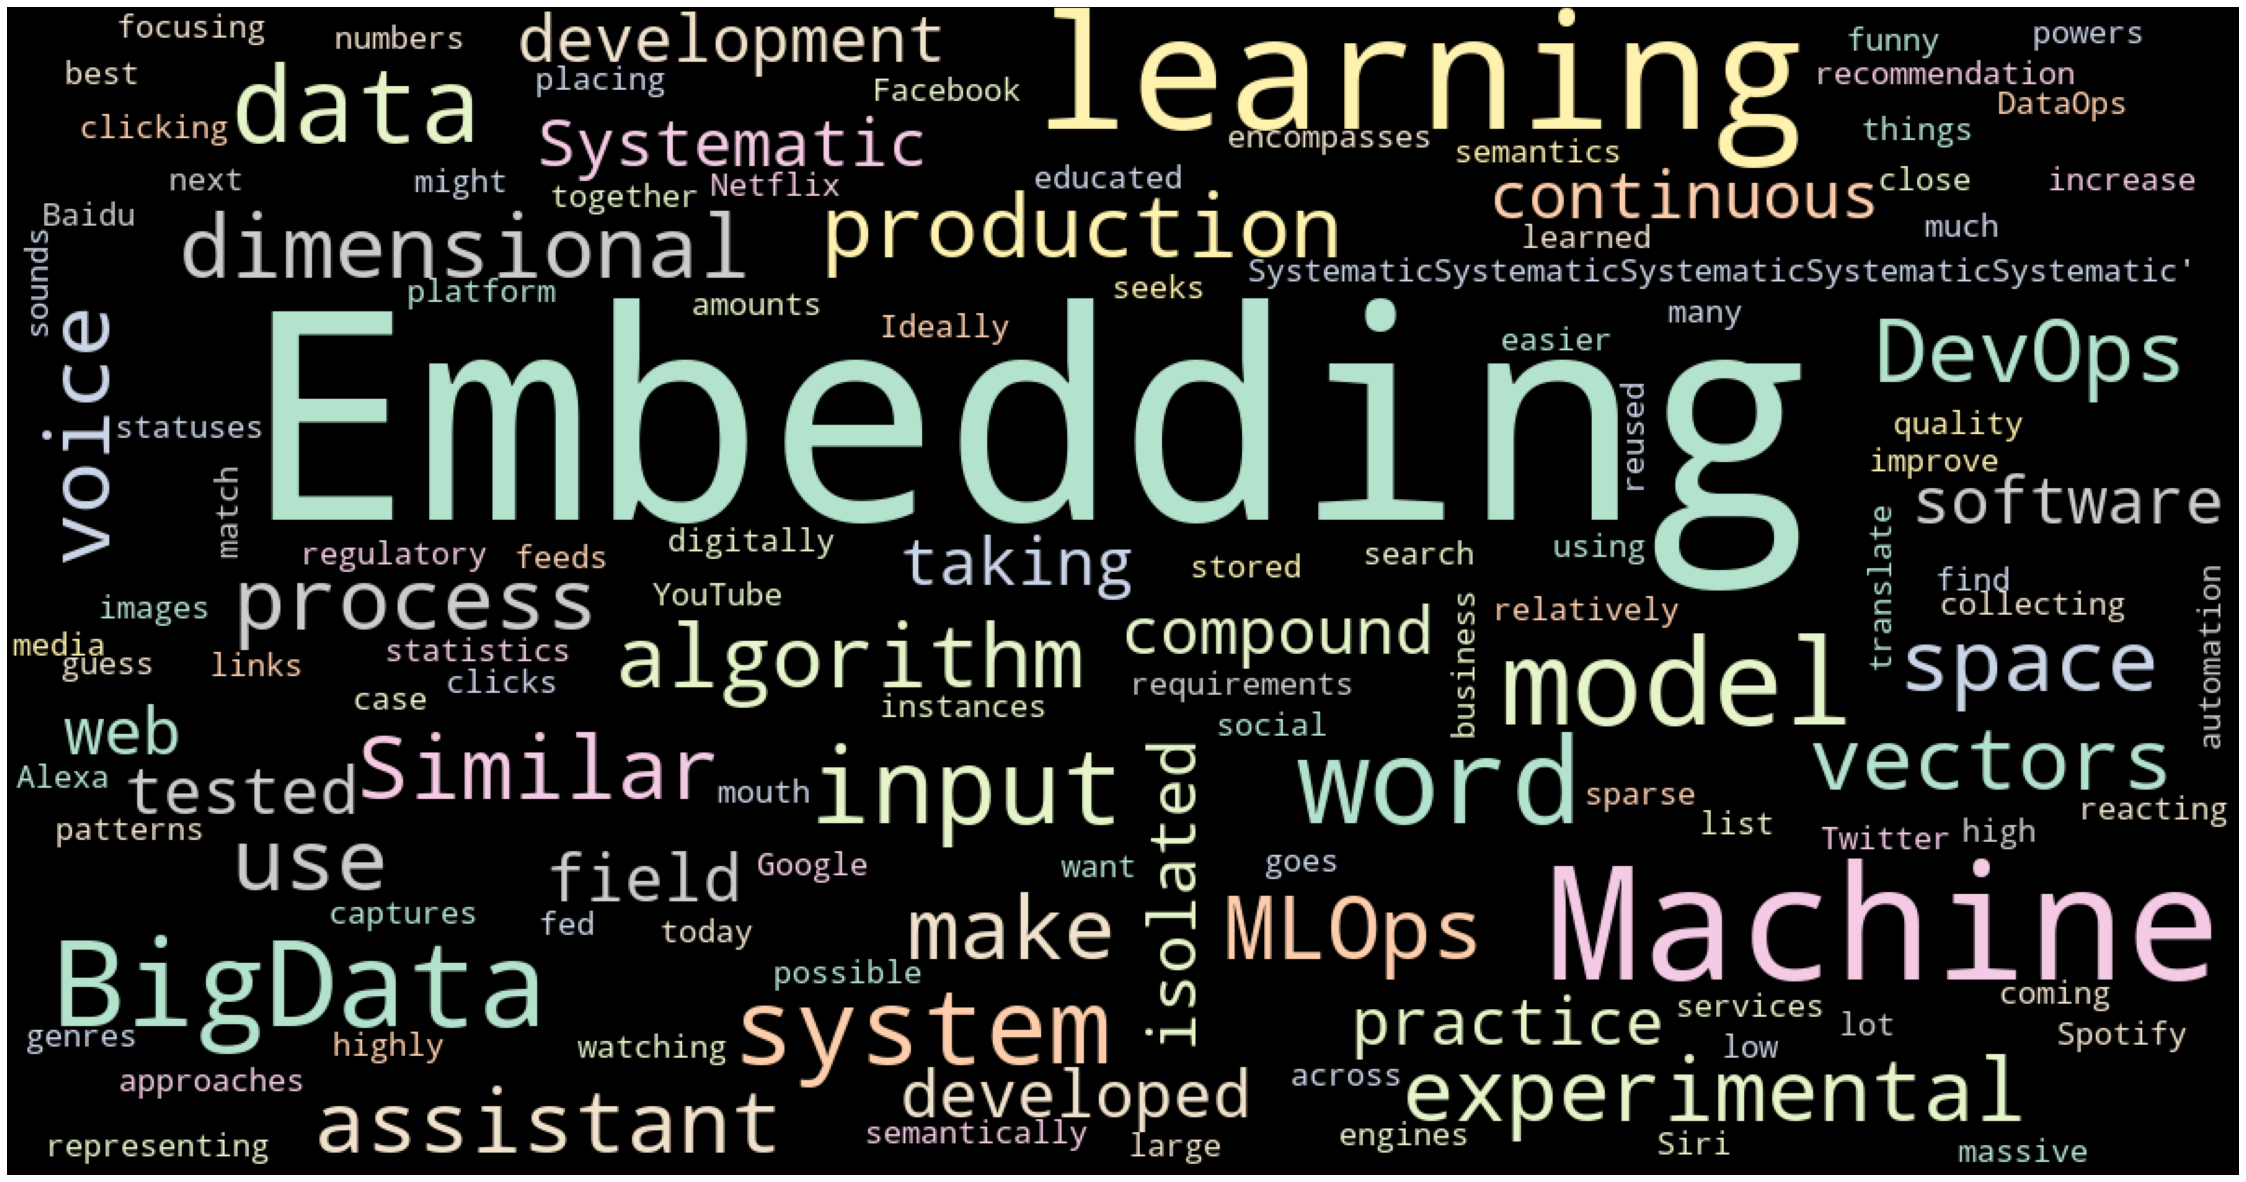 focusing
numbers
development
learning
funny
powers
best
data
placing
Facebook
recommendation
clicking
Systematic
encompasses
semantics
DataOps
things
next
might
together
Netflix
educated
continuous
close
increase
Baidu
dimensional
production
learned
much
sounds
platform
amounts
seeks
SystematicSystematicSystematicSystematicSystematic'
voice
Ideally
many
easier
DevOps
Embedding
reused
statuses
quality
improve
match
software
regulatory
feeds
digitally
taking
stored
search
using
translate
find
collecting
automation
images
process
YouTube
compound
business
relatively
media
guess
links
statistics
clicks
case
algorithm
instances
requirements
social
model
space
web
Alexa
tested
Similar
mouth
input
isolated
word
sparse
list
vectors
reacting
patterns
use
field
Google
want
goes
Twitter
high
captures
fed
today
make
MLOps
Machine
BigData
possible
system
practice
services
coming
genres
highly
watching
low
lot
Spotify
approaches
assistant
developed
across
experimental
representing
semantically
large
engines
Siri
massive